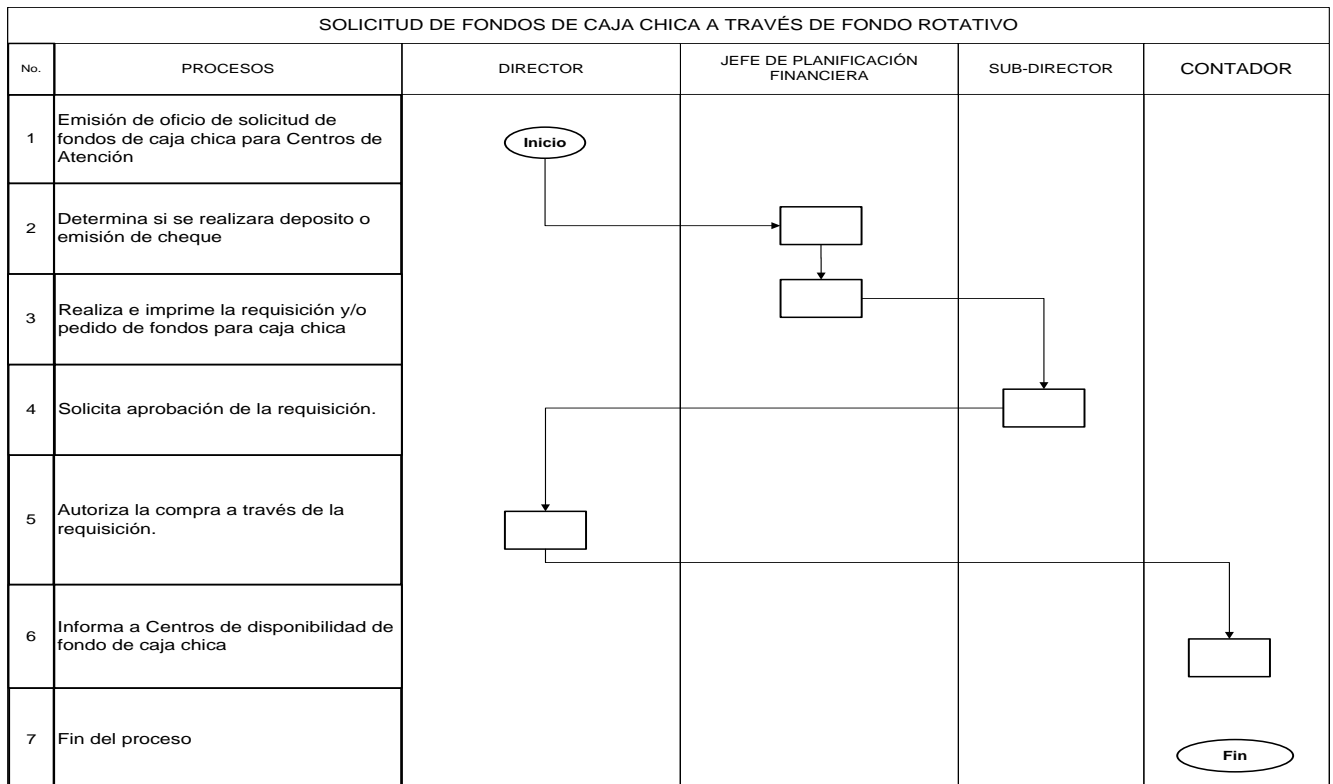 SOLICITUD DE FONDOS DE CAJA CHICA A TRAVÉS DE FONDO ROTATIVO
No.
PROCESOS
DIRECTOR
JEFE DE PLANIFICACIÓN
FINANCIERA
SUB-DIRECTOR
CONTADOR
1
Emisión de oficio de solicitud de
fondos de caja chica para Centros de
Atención
Inicio
2
Determina si se realizara deposito o
emisión de cheque
3
Realiza e imprime la requisición y/o
pedido de fondos para caja chica
4
Solicita aprobación de la requisición.
5
Autoriza la compra a través de la
requisición.
6
Informa a Centros de disponibilidad de
fondo de caja chica
7
Fin del proceso
Fin